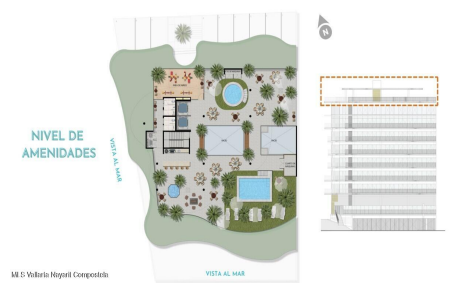 N
NIVEL DE
AMENIDADES
VISTA AL MAR
VISTA AL MAR
MLS Vallarta Nayarit Compostela